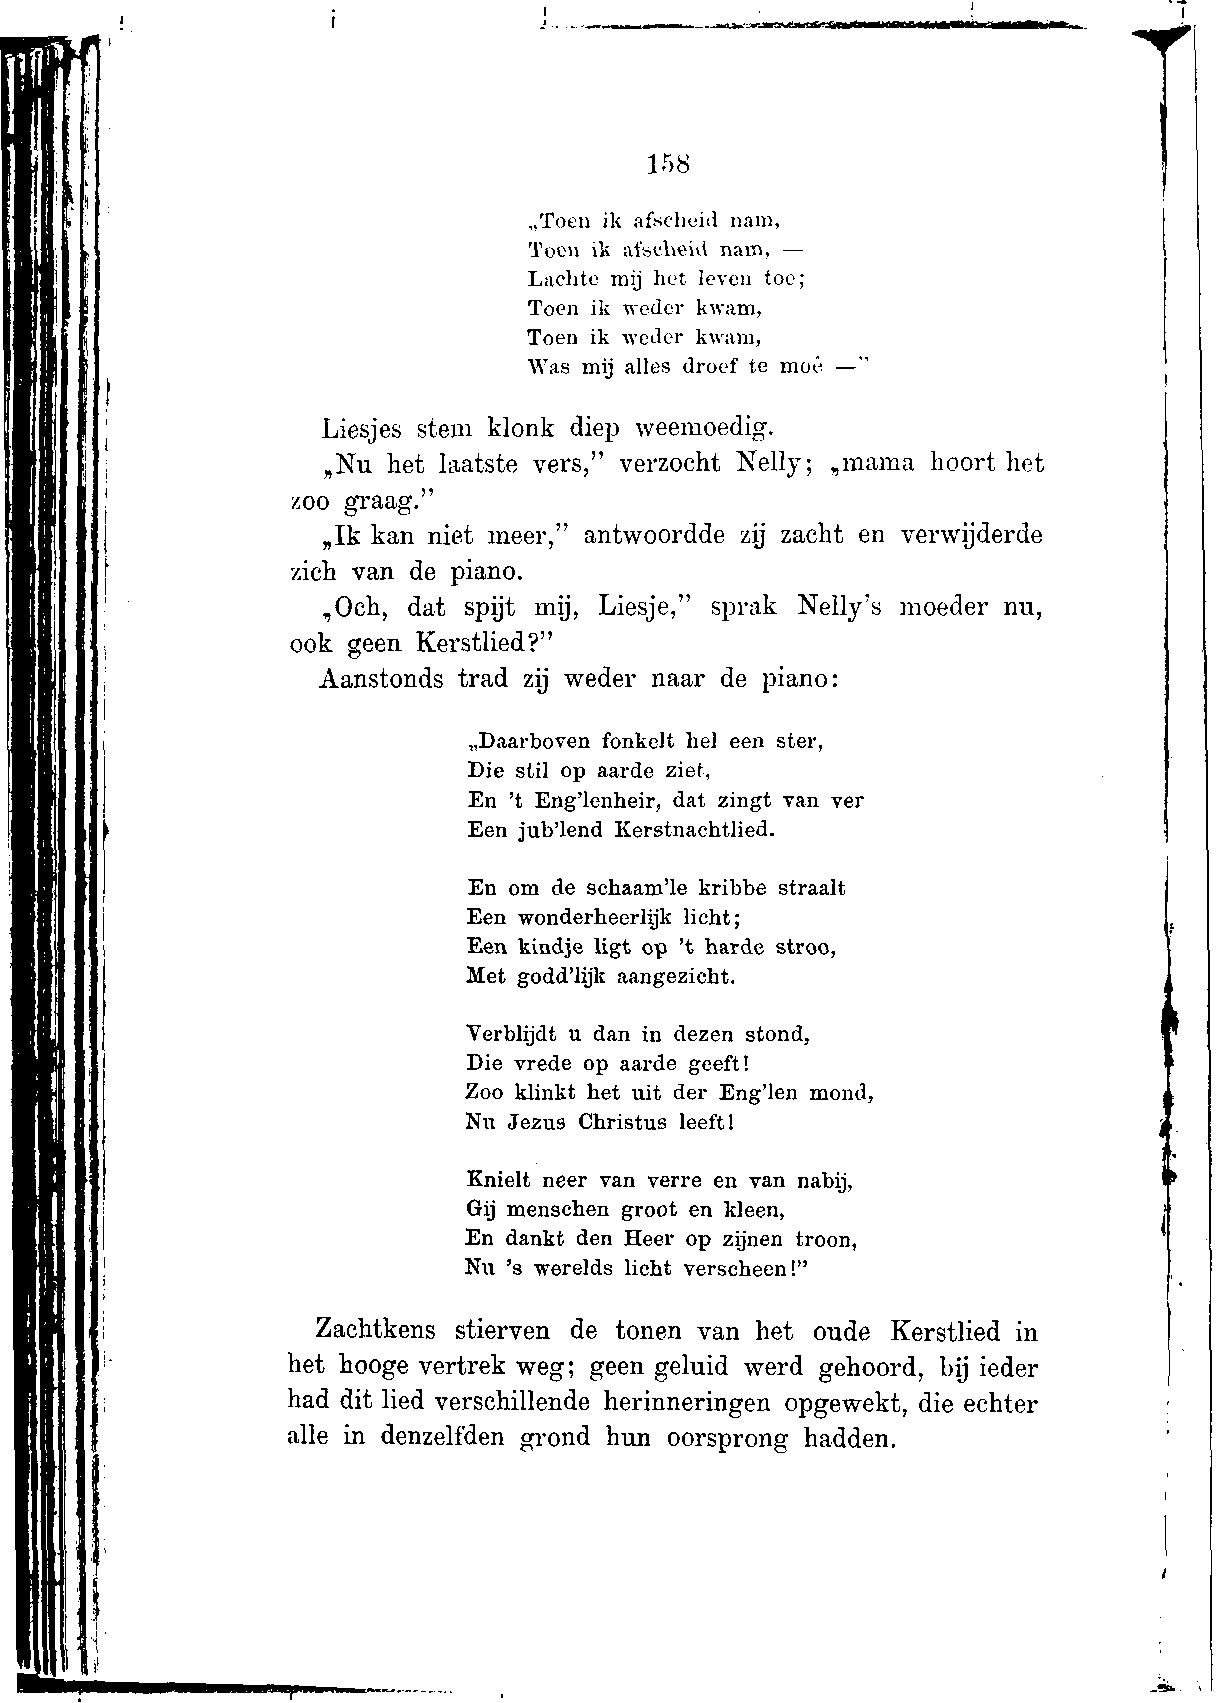 158
„Toen ik afscheid nam,
Toen ik afscheid nam, —
Lachte mij het leven toe;
Toen ik weder kwam,
Toen ik weder kwam,
Was mij alles droef te moê —”
Liesjes stem klonk diep weemoedig.
„Nu het laatste vers,” verzocht Nelly; „mama hoort het
zoo graag.”
„Ik kan niet meer,” antwoordde zij zacht en verwijderde
zich van de piano.
„Och, dat spijt mij, Liesje,” sprak Nelly’s moeder nu,
ook geen Kerstlied?”
Aanstonds trad zij weder naar de piano:
„Daarboven fonkelt hel een ster,
Die stil op aarde ziet,
En ’t Eng’lenheir, dat zingt van ver
Een jub’lend Kerstnachtlied.
En om de schaam’le kribbe straalt
Een wonderheerlijk licht;
Een kindje ligt op ’t harde stroo,
Met godd’lijk aangezicht.
Verblijdt u dan in dezen stond,
Die vrede op aarde geeft!
Zoo klinkt het uit der Eng’len mond,
Nu Jezus Christus leeft!
Knielt neer van verre en van nabij,
Gij menschen groot en kleen,
En dankt den Heer op zijnen troon,
Nu ’s werelds licht verscheen!”
Zachtkens stierven de tonen van het oude Kerstlied in
het hooge vertrek weg; geen geluid werd gehoord, bij ieder
had dit lied verschillende herinneringen opgewekt, die echter
alle in denzelfden grond hun oorsprong hadden.